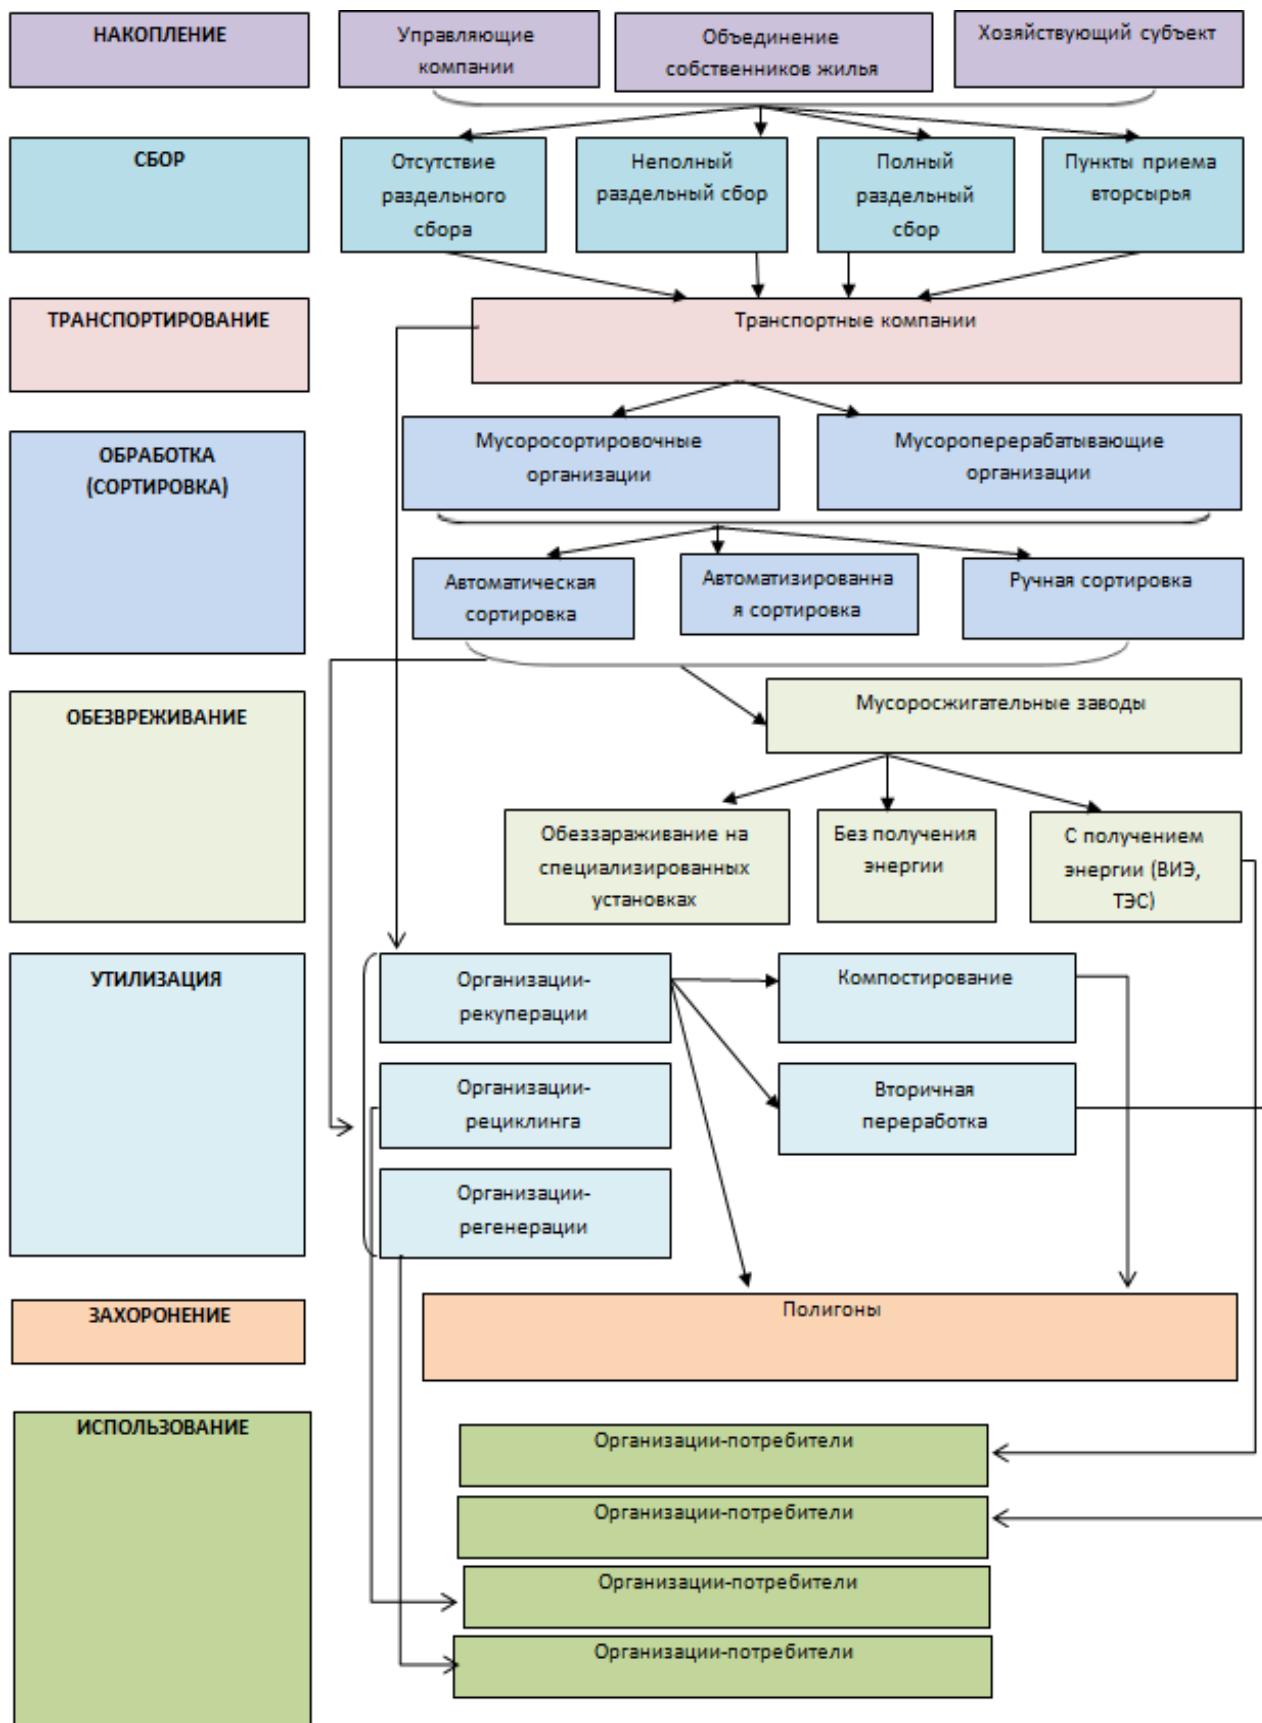 НАКОПЛЕНИЕ
Управляющие
компании
Объединение
собственников жилья
Хозяйствующий субъект
СБОР
Отсутствие
раздельного
сбора
Неполный
раздельный сбор
Полный
раздельный
сбор
Пункты приема
вторсырья
ТРАНСПОРТИРОВАНИЕ
Транспортные компании
ОБРАБОТКА
(СОРТИРОВКА)
Мусоросортировочные
организации
Мусороперерабатывающие
организации
Автоматическая
сортировка
Автоматизированна
я сортировка
Ручная сортировка
ОБЕЗВРЕЖИВАНИЕ
Мусоросжигательные заводы
Обеззараживание на
специализированных
установках
Без получения
энергии
С получением
энергии (ВИЭ,
ТЭС)
УТИЛИЗАЦИЯ
Организации-
рекуперации
Компостирование
Организации-
рециклинга
Вторичная
переработка
Организации-
регенерации
ЗАХОРОНЕНИЕ
Полигоны
ИСПОЛЬЗОВАНИЕ
Организации-потребители
Организации-потребители
Организации-потребители
Организации-потребители